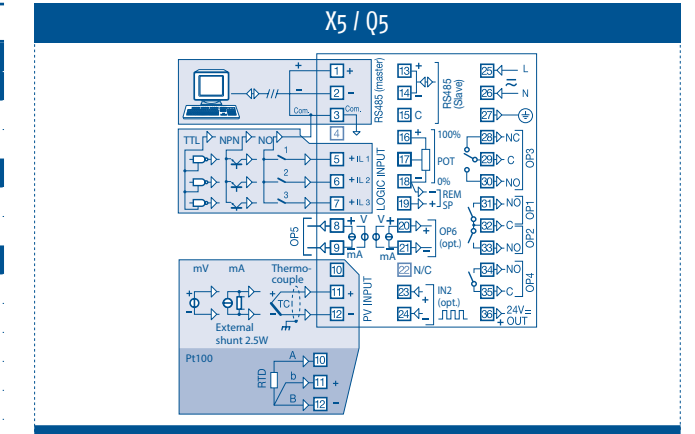 X5 / Q5
1 +
2 -
3 Com.
4
+
-
Com.
RS485 (master)
13 +
14 -
15 C
RS485
(Slave)
25 L
26 N
27
TTL NPN NO
1
2
3
5 + IL 1
6 + IL 2
7 + IL 3
LOGIC INPUT
16 + 100%
17 POT
18 - 0%
19 + - REM
SP
28 NC
29 C
30 NO
OP3
31 NO
32 C
33 NO
OP1
OP2
OP5
8 + V
9 - mA
V + 20 +
mA - 21 -
OP6
(opt.)
34 NO
35 C
OP4
10
11 +
12 -
PV INPUT
22 N/C
23 +
24 -
IN2
(opt.)
36 24V
+ OUT
mV mA Thermo-
couple
+
TC
-
External
shunt 2.5W
Pt100
RTD
A 10
b 11 +
B 12 -